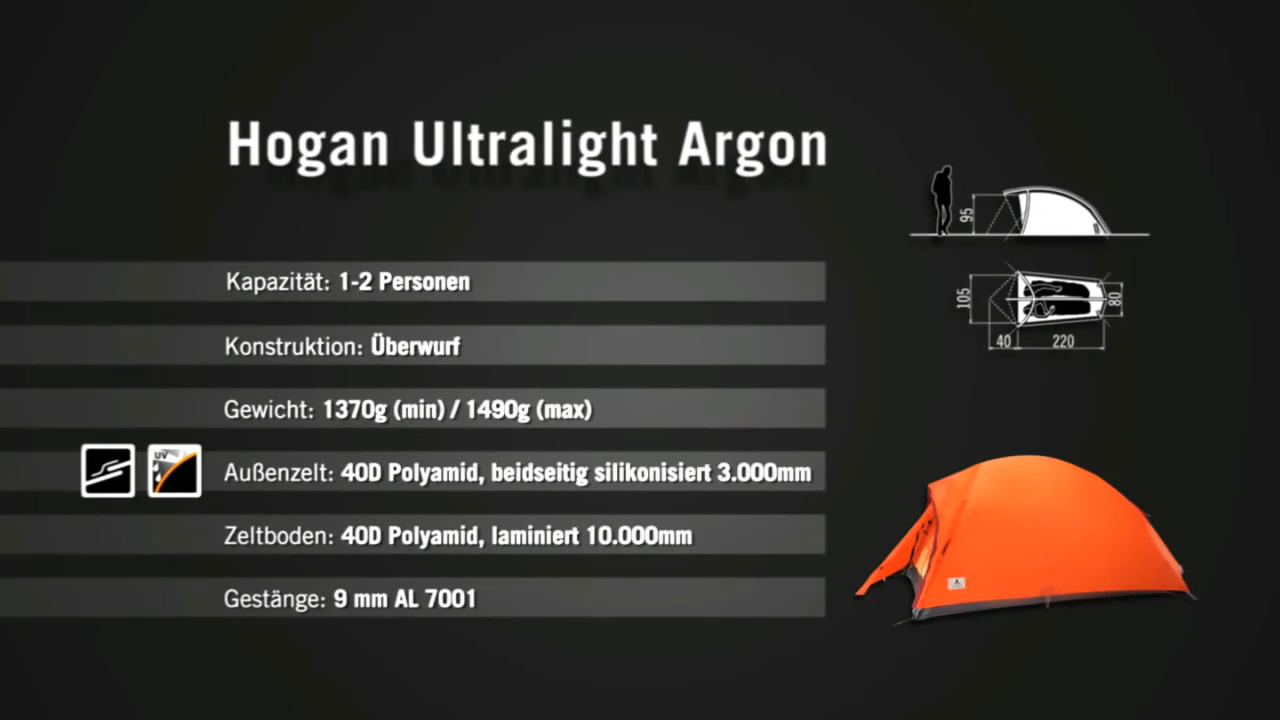 Hogan Ultralight Argon
95
Kapazität: 1-2 Personen
105
80
40
220
Konstruktion: Überwurf
Gewicht: 1370g (min) / 1490g (max)
UV
Außenzelt: 40D Polyamid, beidseitig silikonisiert 3.000mm
Zeltboden: 40D Polyamid, laminiert 10.000mm
Gestänge: 9 mm AL 7001